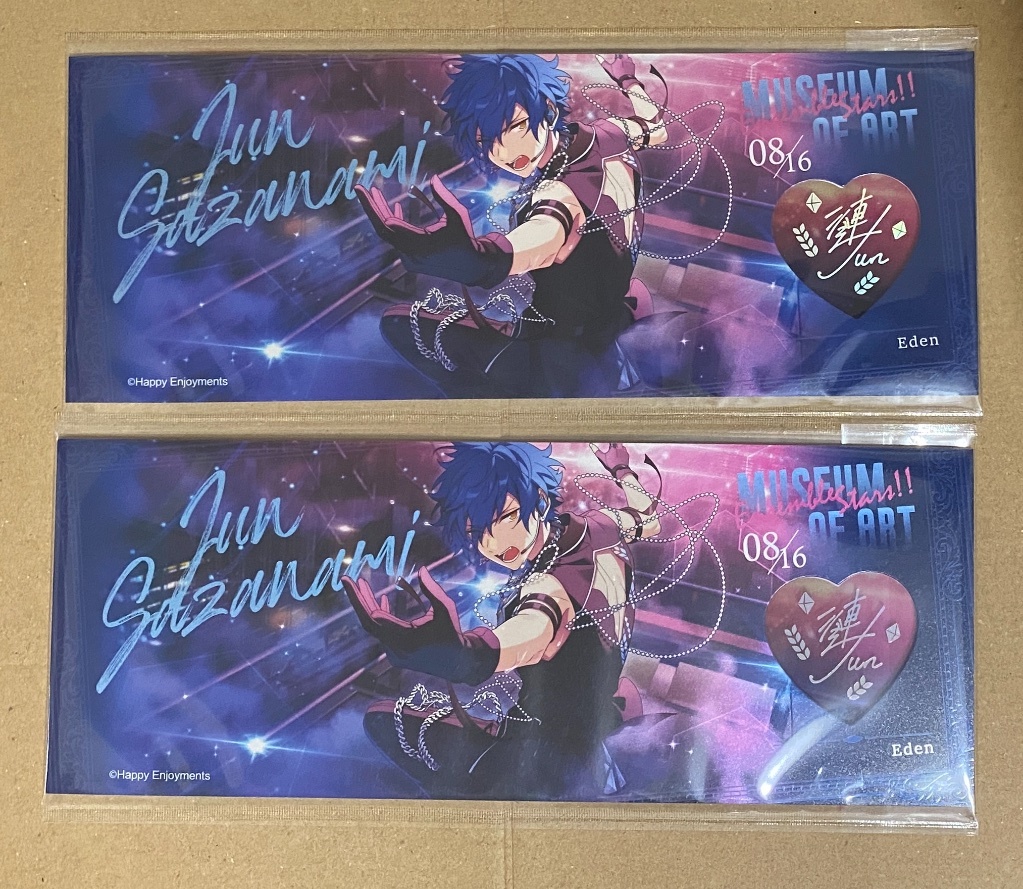 Jun
Sazanami
MUSEUM
Ensemble Stars!!
OF ART
08/16
漣
Jun
Eden
©Happy Enjoyments
Jun
Sazanami
MUSEUM
Ensemble Stars!!
OF ART
08/16
漣
Jun
Eden
©Happy Enjoyments